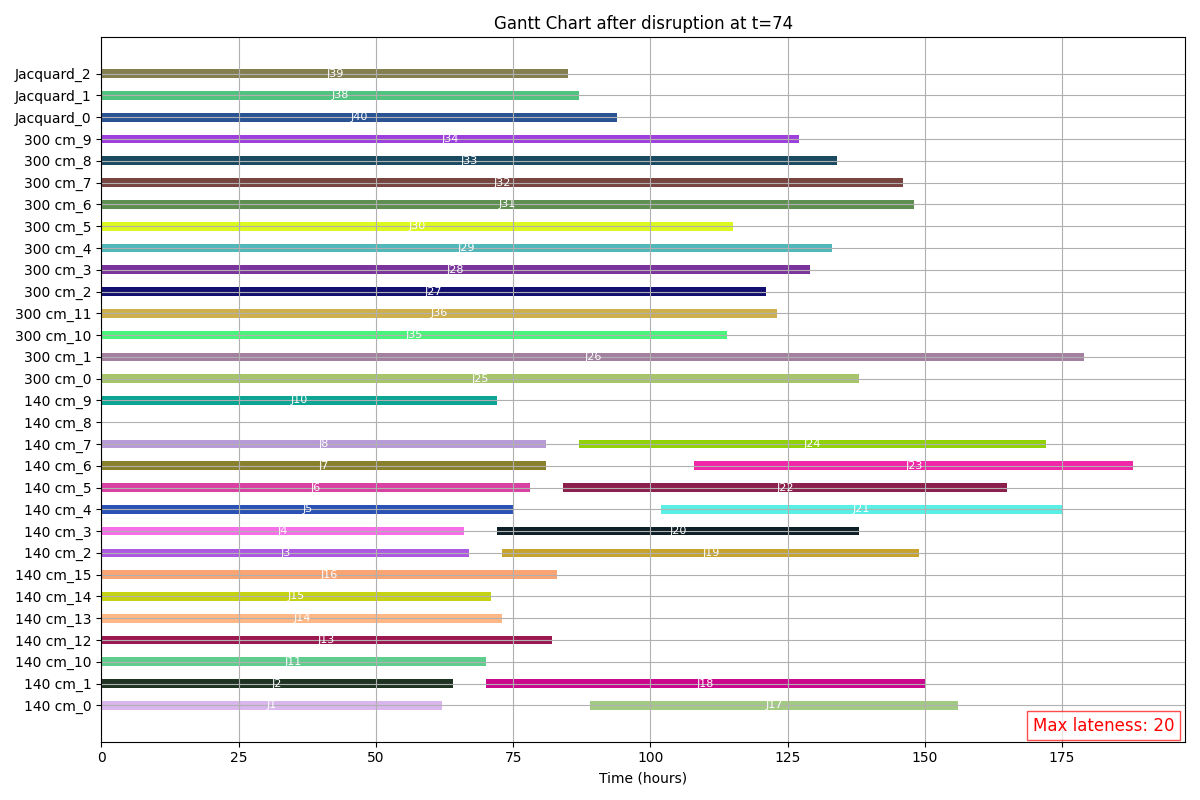 Gantt Chart after disruption at t=74
Jacquard_2 J39
Jacquard_1 J38
Jacquard_0 J40
300 cm_9 J34
300 cm_8 J33
300 cm_7 J32
300 cm_6 J31
300 cm_5 J30
300 cm_4 J29
300 cm_3 J28
300 cm_2 J27
300 cm_11 J36
300 cm_10 J35
300 cm_1 J26
300 cm_0 J25
140 cm_9 J10
140 cm_8
140 cm_7 J8 J24
140 cm_6 J7 J23
140 cm_5 J6 J22
140 cm_4 J5 J21
140 cm_3 J4 J20
140 cm_2 J3 J19
140 cm_15 J16
140 cm_14 J15
140 cm_13 J14
140 cm_12 J13
140 cm_10 J11
140 cm_1 J2 J18
140 cm_0 J1 J17
Max lateness: 20
0 25 50 75 100 125 150 175
Time (hours)